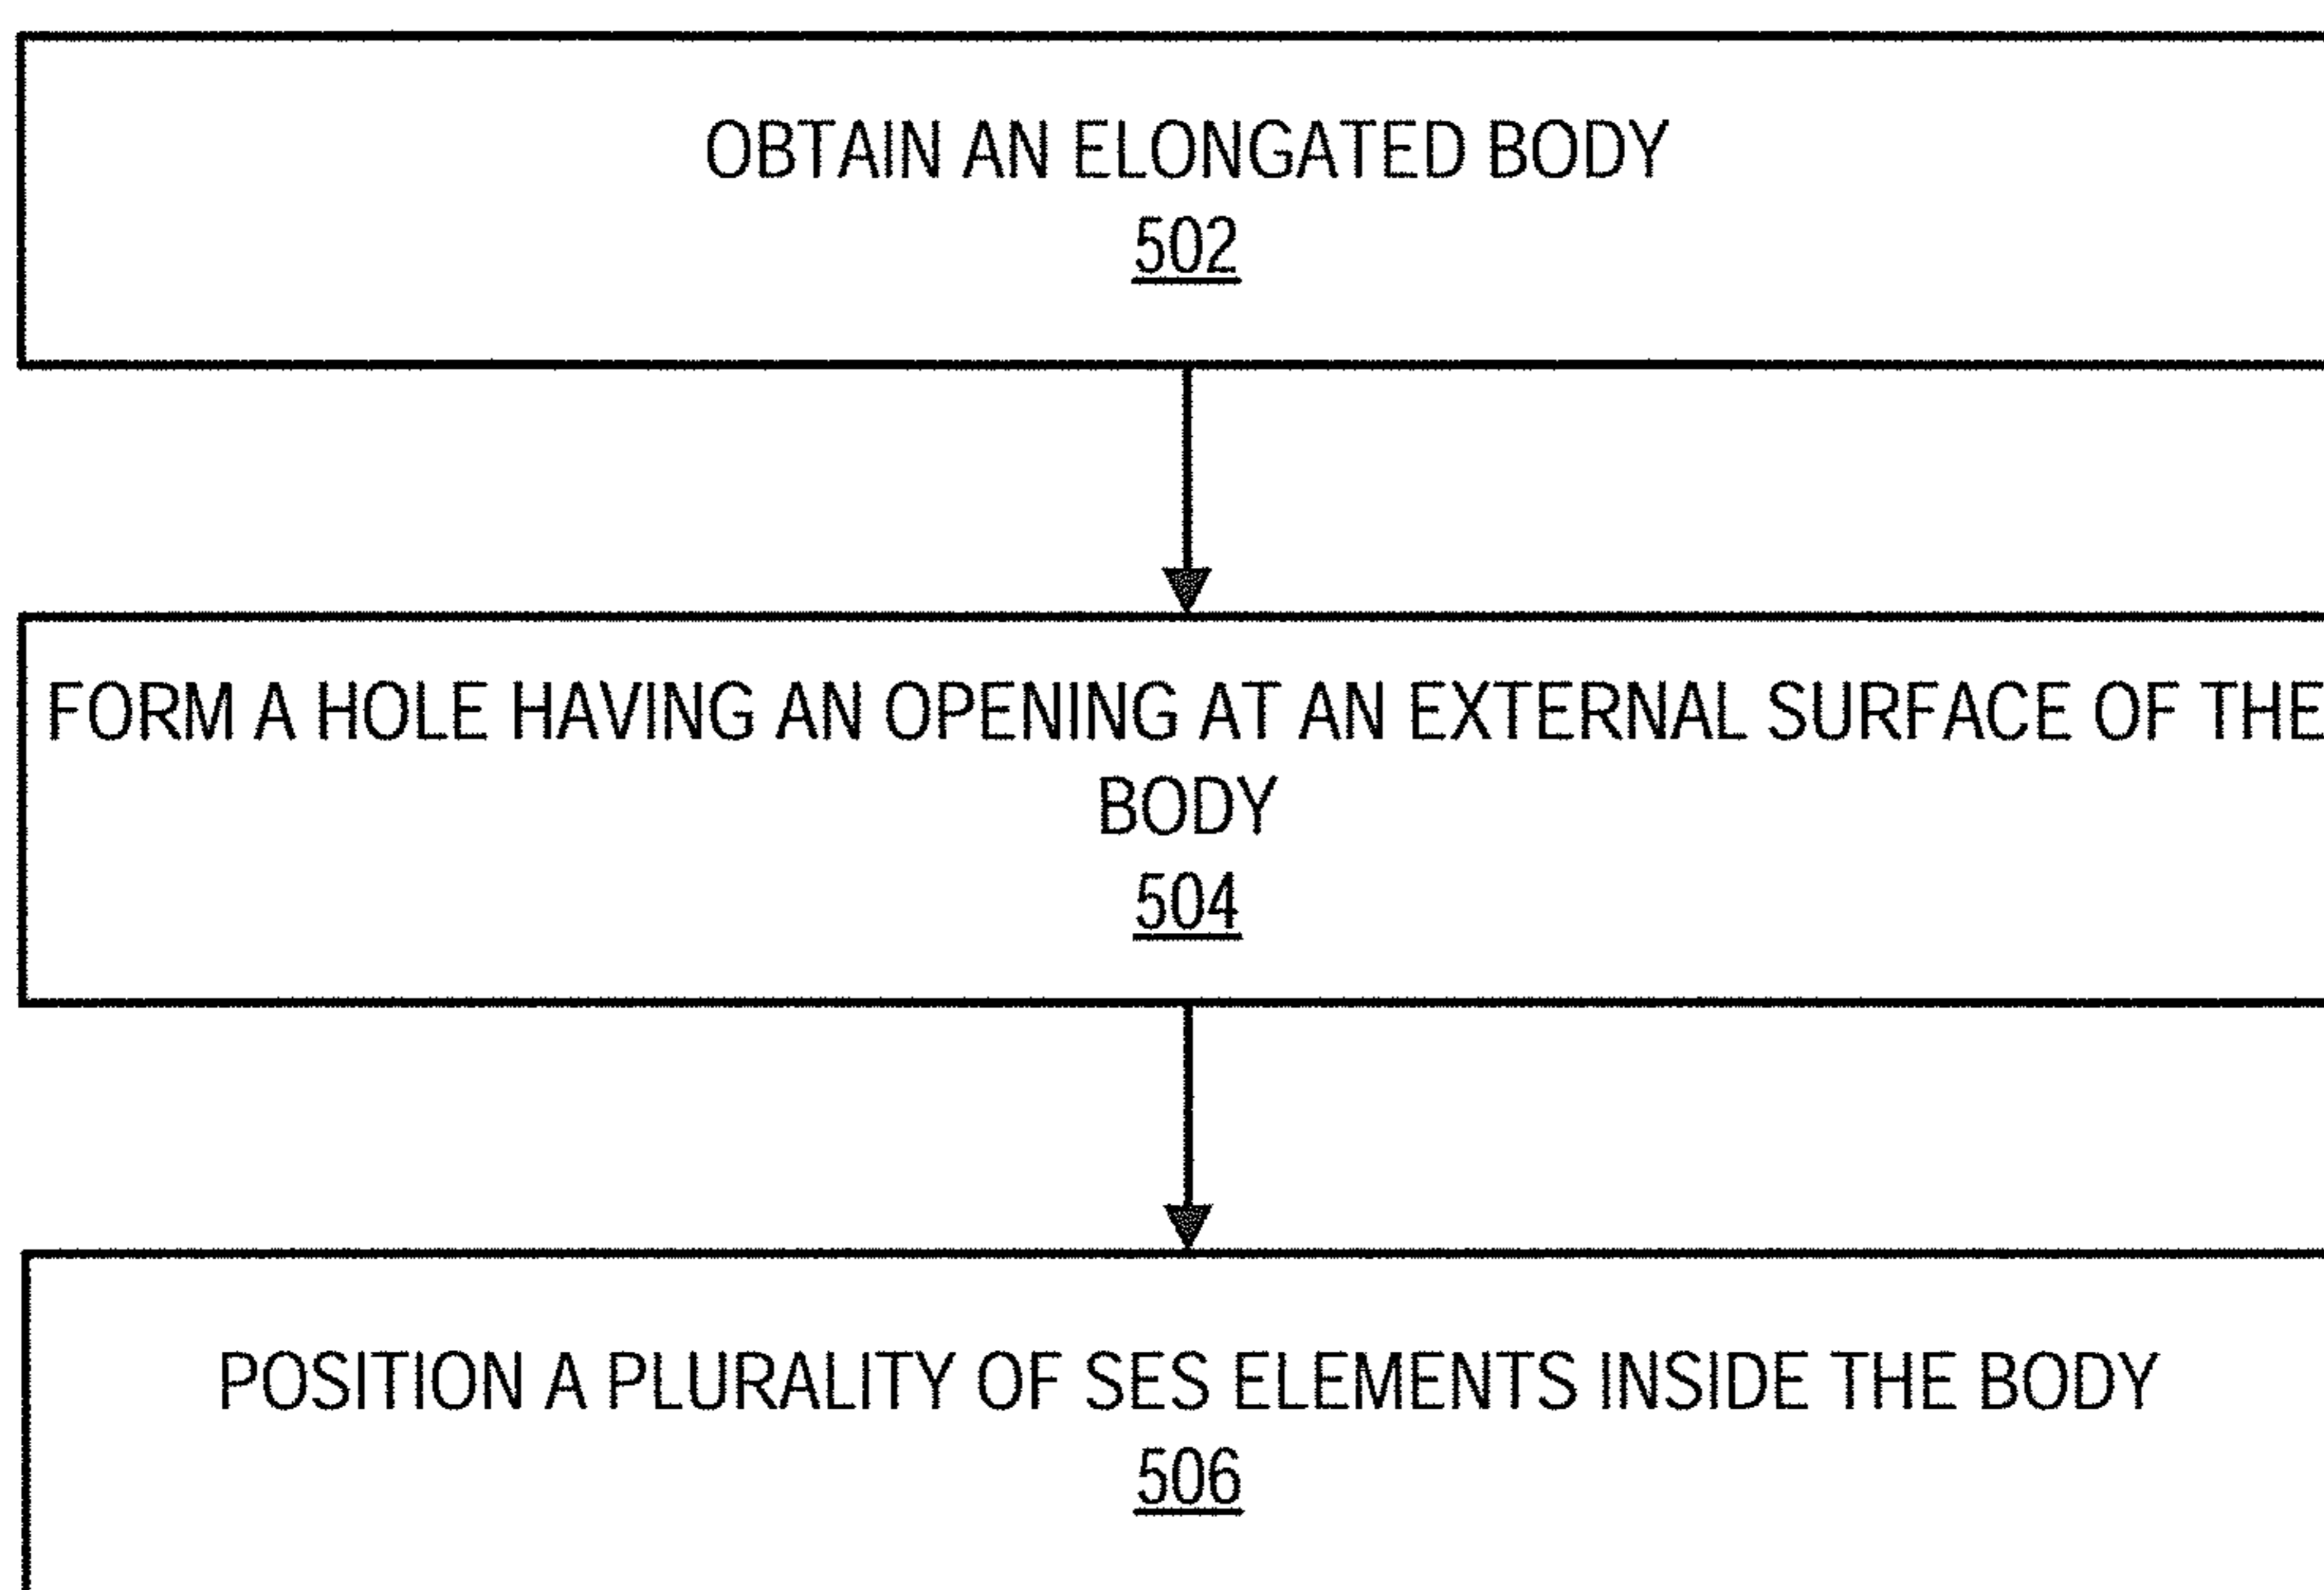 OBTAIN AN ELONGATED BODY
502
FORM A HOLE HAVING AN OPENING AT AN EXTERNAL SURFACE OF THE
BODY
504
POSITION A PLURALITY OF SES ELEMENTS INSIDE THE BODY
506